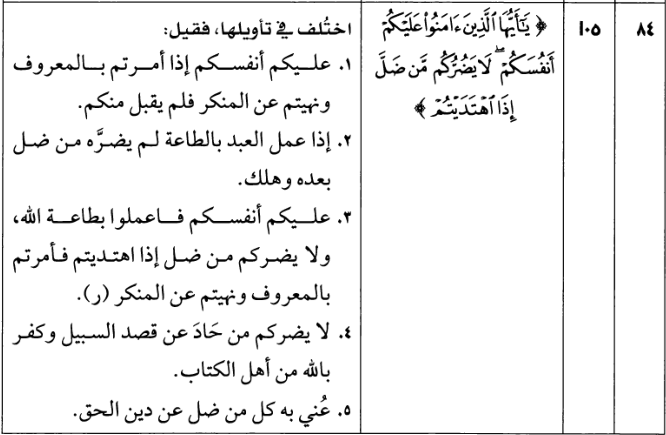 ٨٤
١٠٥
﴿ يَٰٓأَيُّهَا ٱلَّذِينَ ءَامَنُوا۟ عَلَيۡكُمۡ
أَنفُسَكُمۡۖ لَا يَضُرُّكُم مَّن ضَلَّ
إِذَا ٱهۡتَدَيۡتُمۡ ﴾
اختُلف في تأويلها، فقيل:
١. عليكم أنفسكم إذا أمرتم بالمعروف
ونهيتم عن المنكر فلم يقبل منكم.
٢. إذا عمل العبد بالطاعة لم يضرَّه من ضل
بعده وهلك.
٣. عليكم أنفسكم فاعملوا بطاعة الله،
ولا يضركم من ضل إذا اهتديتم فأمرتم
بالمعروف ونهيتم عن المنكر (ر).
٤. لا يضركم من حَادَ عن قصد السبيل وكفر
بالله من أهل الكتاب.
٥. عُني به كل من ضل عن دين الحق.